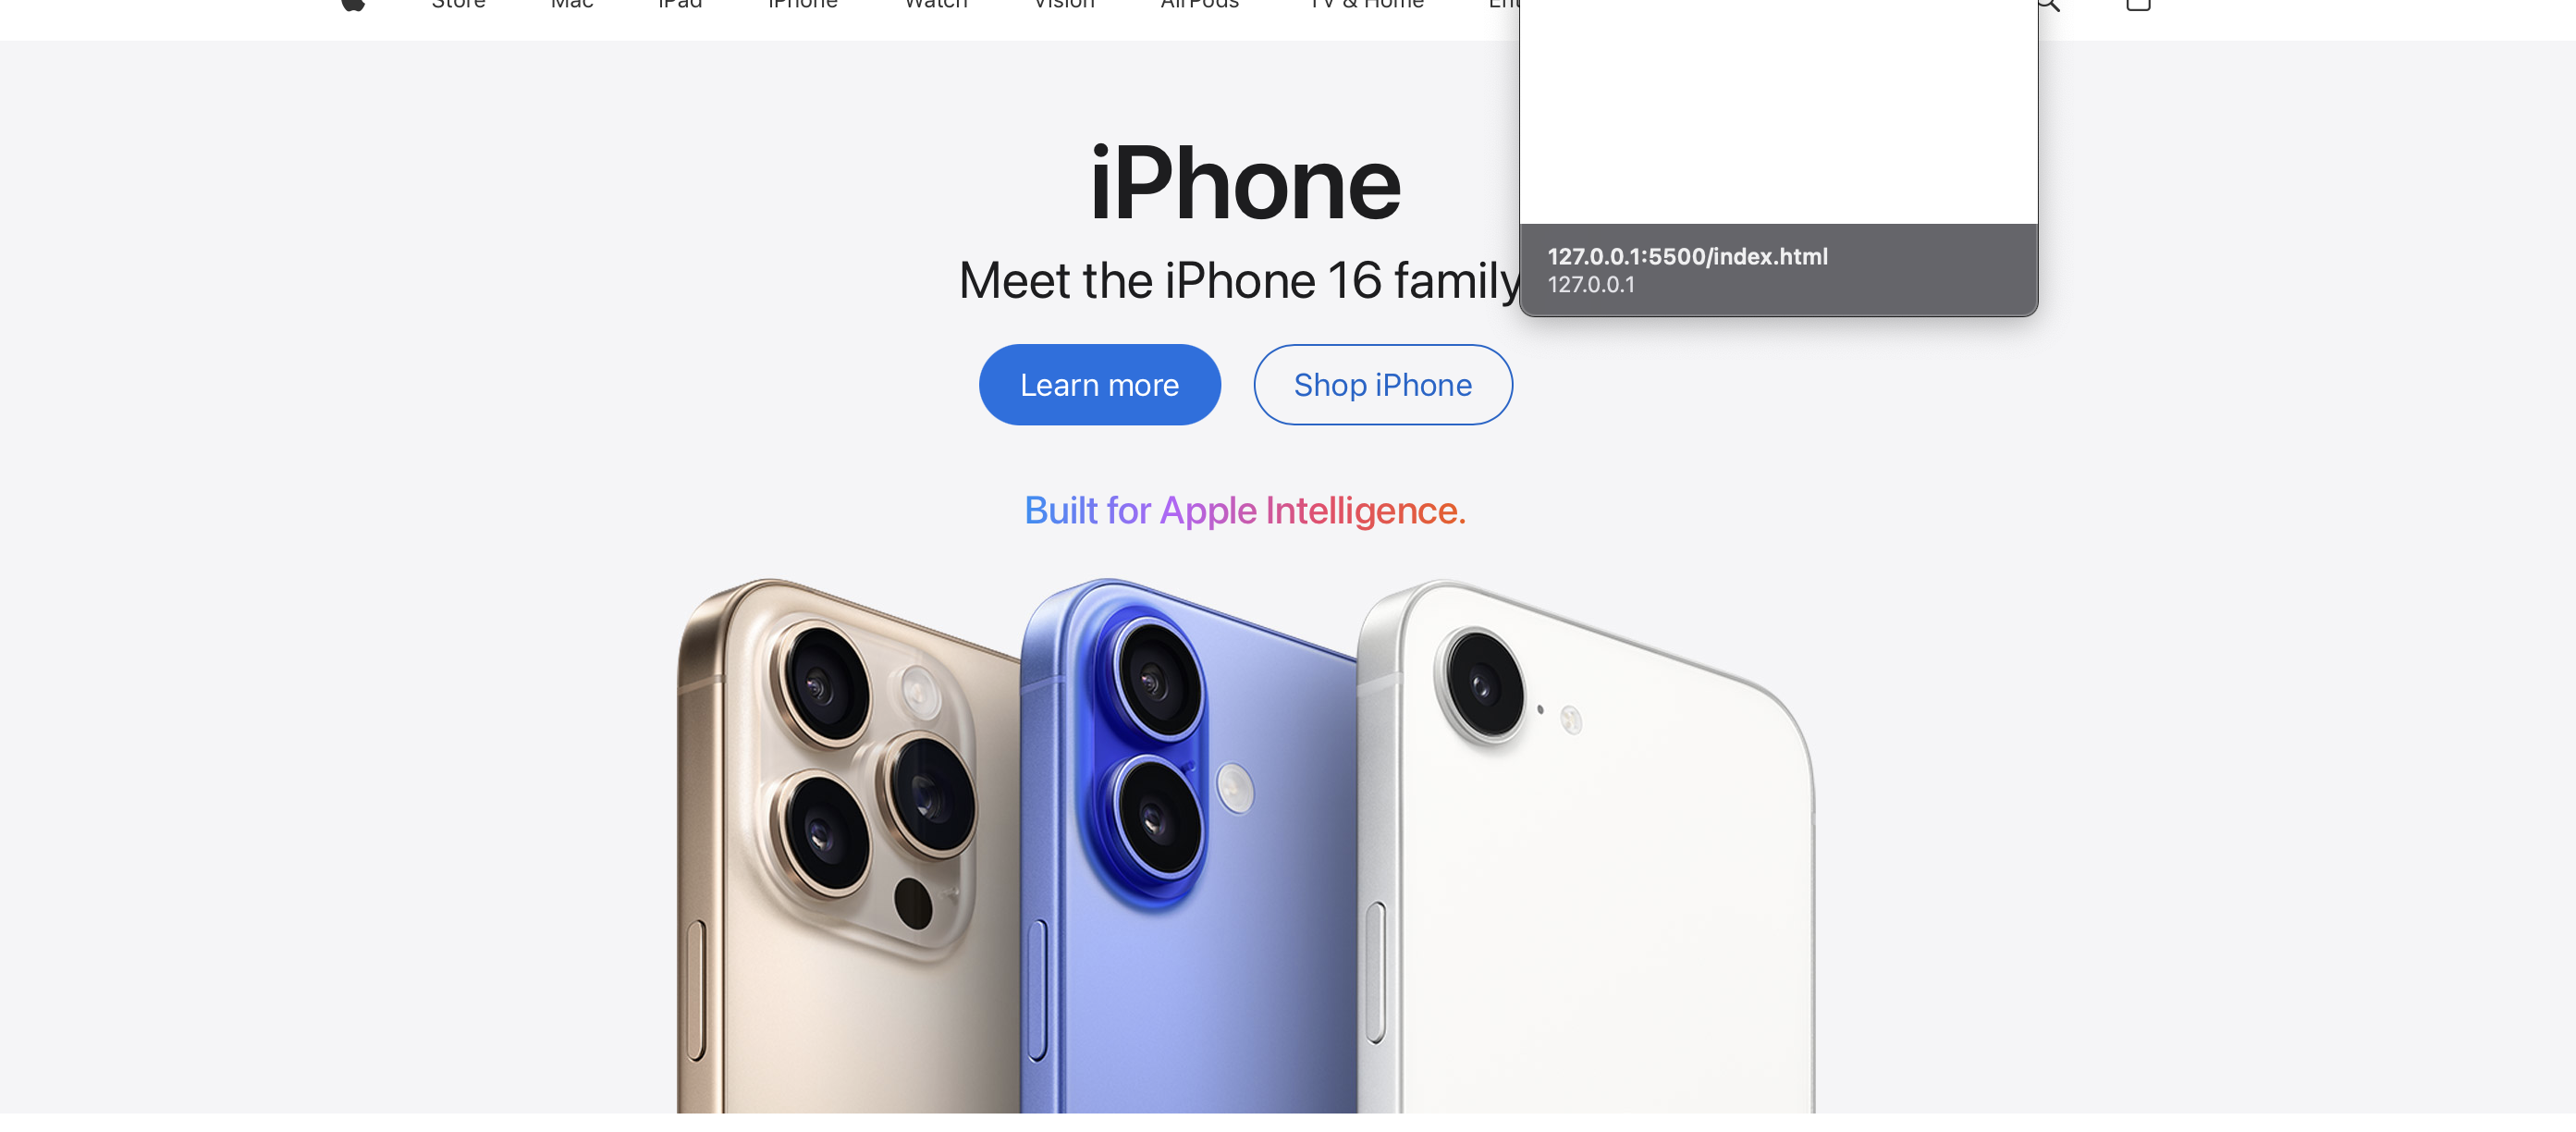 Store Mac iPad iPhone Watch Vision AirPods TV & Home
iPhone
Meet the iPhone 16 family
127.0.0.1:5500/index.html
127.0.0.1
Learn more Shop iPhone
Built for Apple Intelligence.